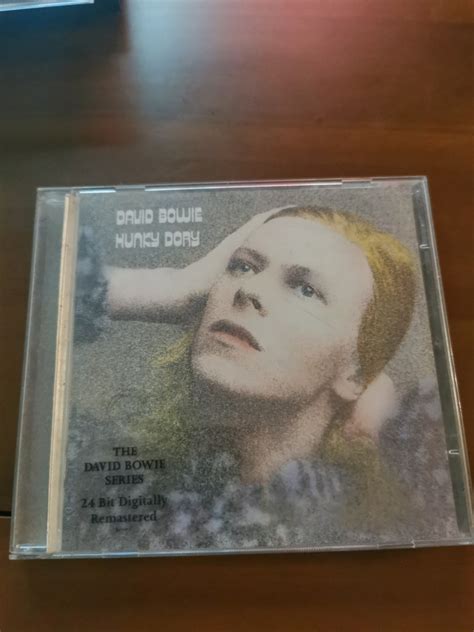 DAVID BOWIE
HUNKY DORY
THE
DAVID BOWIE
SERIES
24 Bit Digitally
Remastered